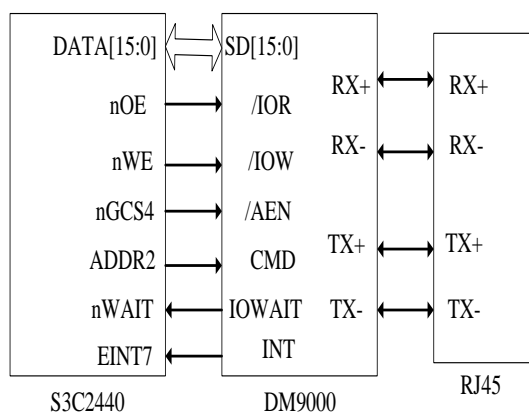 DATA[15:0] SD[15:0]
RX+ RX+
nOE /IOR
RX- RX-
nWE /IOW
nGCS4 /AEN
TX+ TX+
ADDR2 CMD
nWAIT IOWAIT TX- TX-
EINT7 INT
S3C2440 DM9000 RJ45